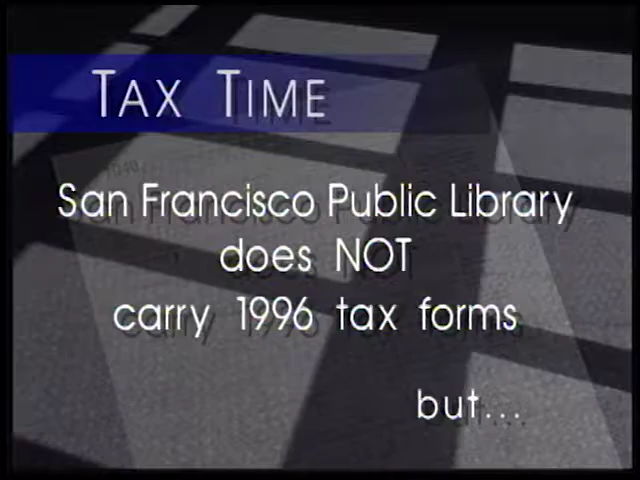 TAX TIME
San Francisco Public Library
does NOT
carry 1996 tax forms
but...